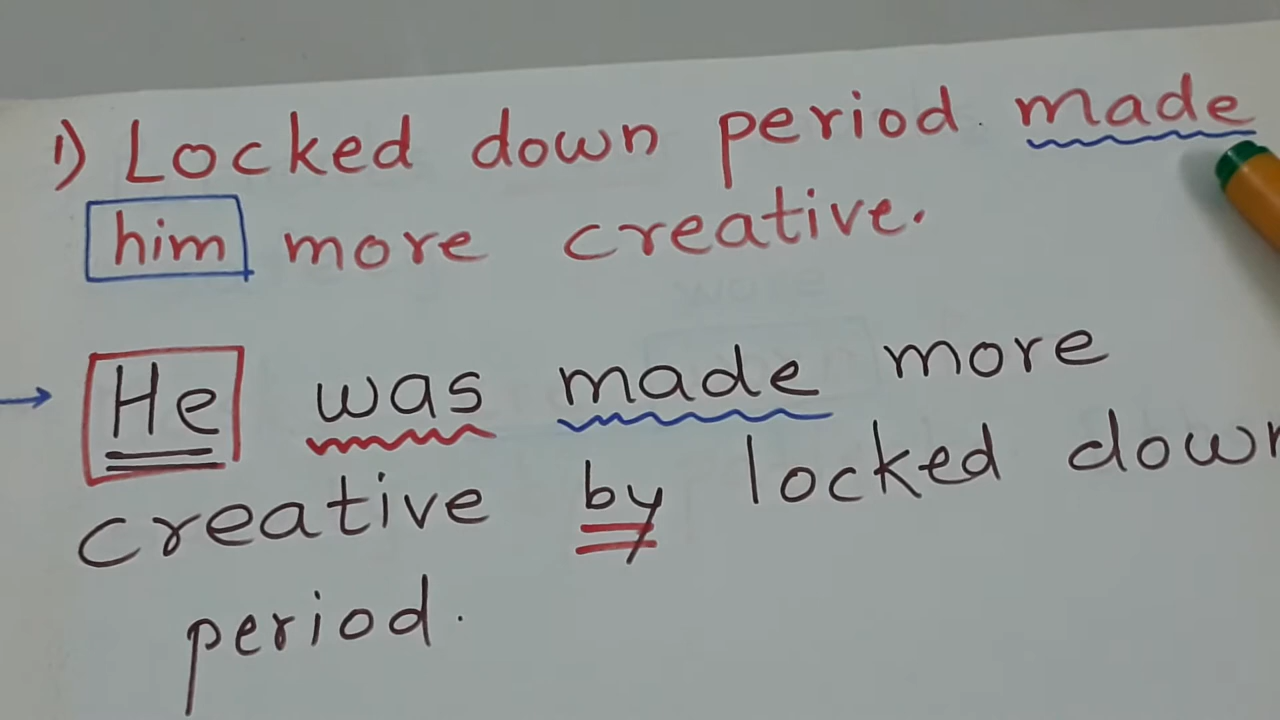 1) Locked down period made
him more creative.
He was made more
creative by locked down
period.